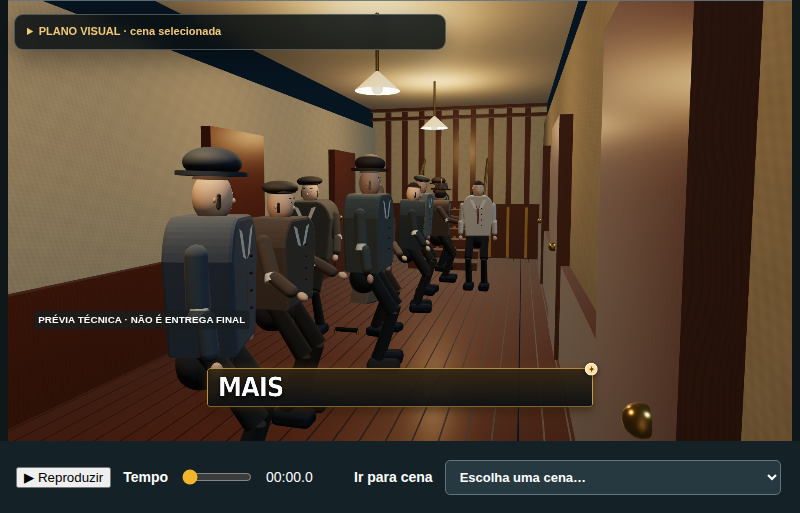 ▶ PLANO VISUAL · cena selecionada
PRÉVIA TÉCNICA · NÃO É ENTREGA FINAL
MAIS
▶ Reproduzir Tempo 00:00.0 Ir para cena Escolha uma cena…